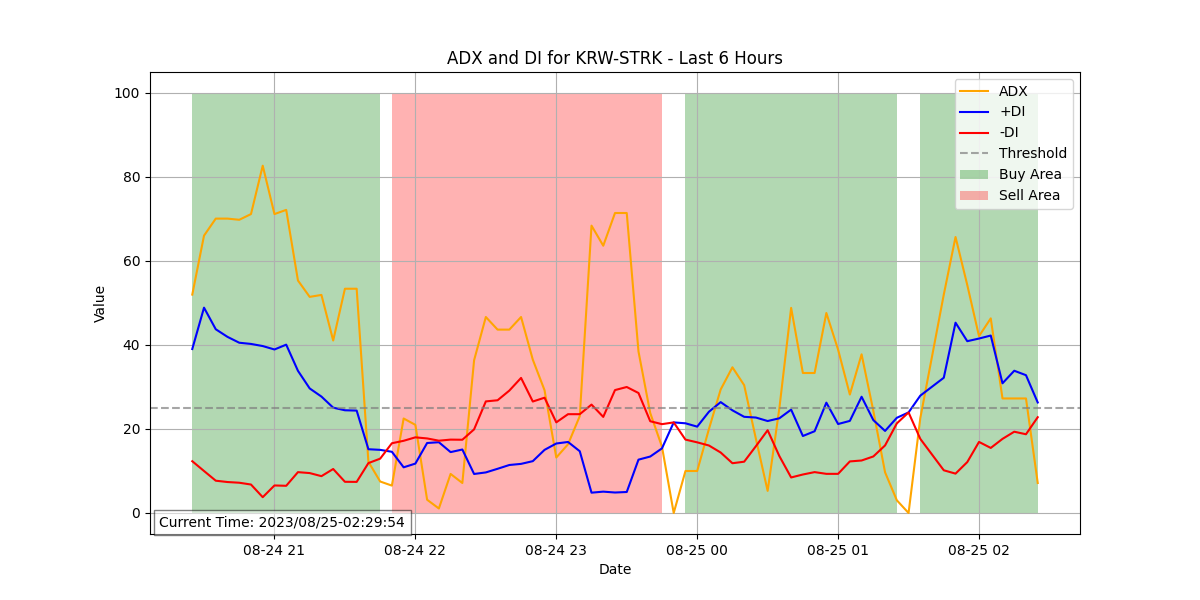 ADX and DI for KRW-STRK - Last 6 Hours
100
80
60
40
20
0
Value
ADX
+DI
-DI
Threshold
Buy Area
Sell Area
Current Time: 2023/08/25-02:29:54
08-24 21
08-24 22
08-24 23
08-25 00
08-25 01
08-25 02
Date